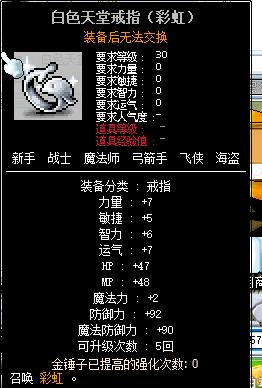 白色天堂戒指（彩虹）
装备后无法交换
要求等级： 30
要求力量： 0
要求敏捷： 0
要求智力： 0
要求运气： 0
要求人气度：-
道具等级： -
道具经验值： -
新手 战士 魔法师 弓箭手 飞侠 海盗
装备分类 : 戒指
力量 : +7
敏捷 : +5
智力 : +6
运气 : +7
HP : +47
MP : +48
魔法力 : +2
防御力 : +92
魔法防御力 : +90
可升级次数 : 5回
金锤子已提高的强化次数: 0
召唤 彩虹 。
57